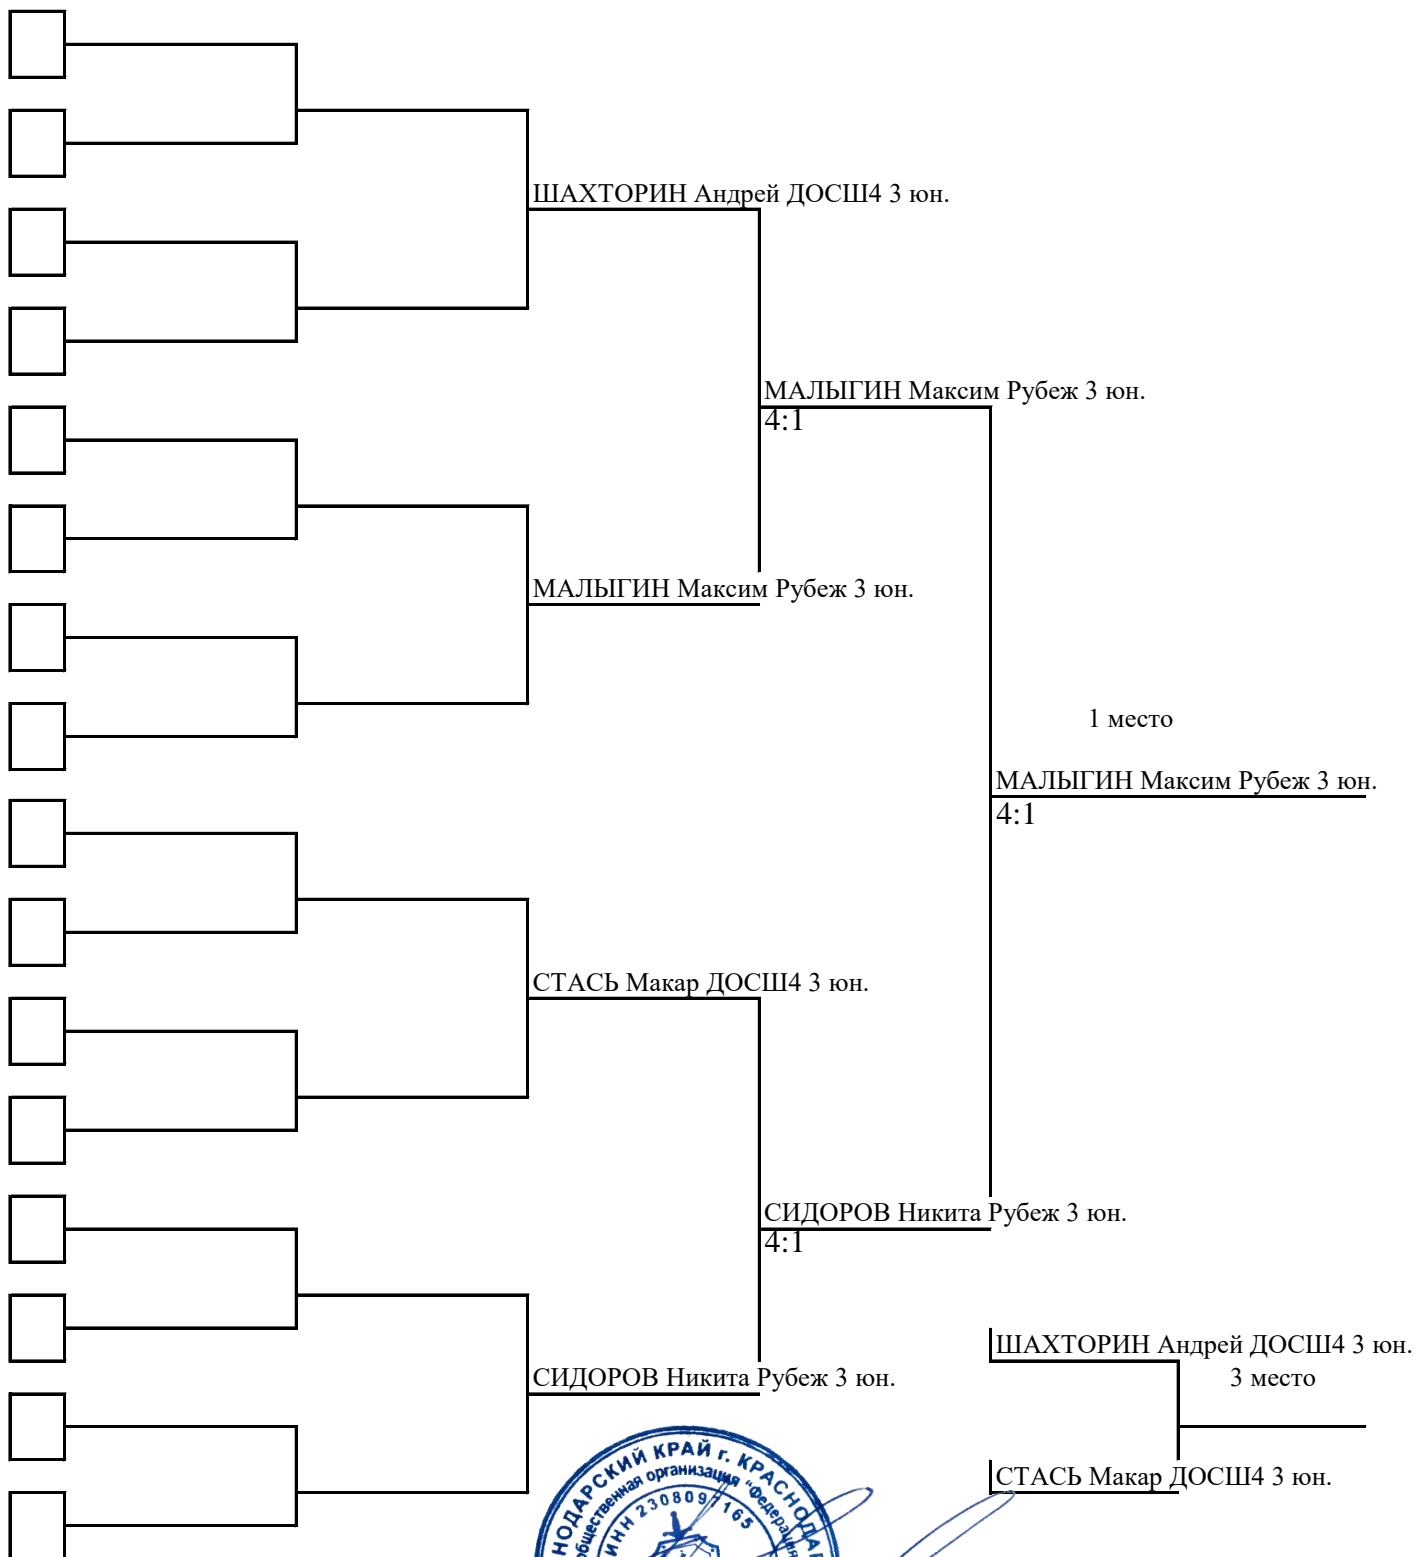 ШАХТОРИН Андрей ДОСШ4 3 юн.
МАЛЫГИН Максим Рубеж 3 юн.
4:1
МАЛЫГИН Максим Рубеж 3 юн.
1 место
МАЛЫГИН Максим Рубеж 3 юн.
4:1
СТАСЬ Макар ДОСШ4 3 юн.
СИДОРОВ Никита Рубеж 3 юн.
4:1
ШАХТОРИН Андрей ДОСШ4 3 юн.
СИДОРОВ Никита Рубеж 3 юн.
3 место
СТАСЬ Макар ДОСШ4 3 юн.
НОДАРСКИЙ КРАЙ г. КРАСНОДАР
общественная организация "Федерация
ИНН 2308097165